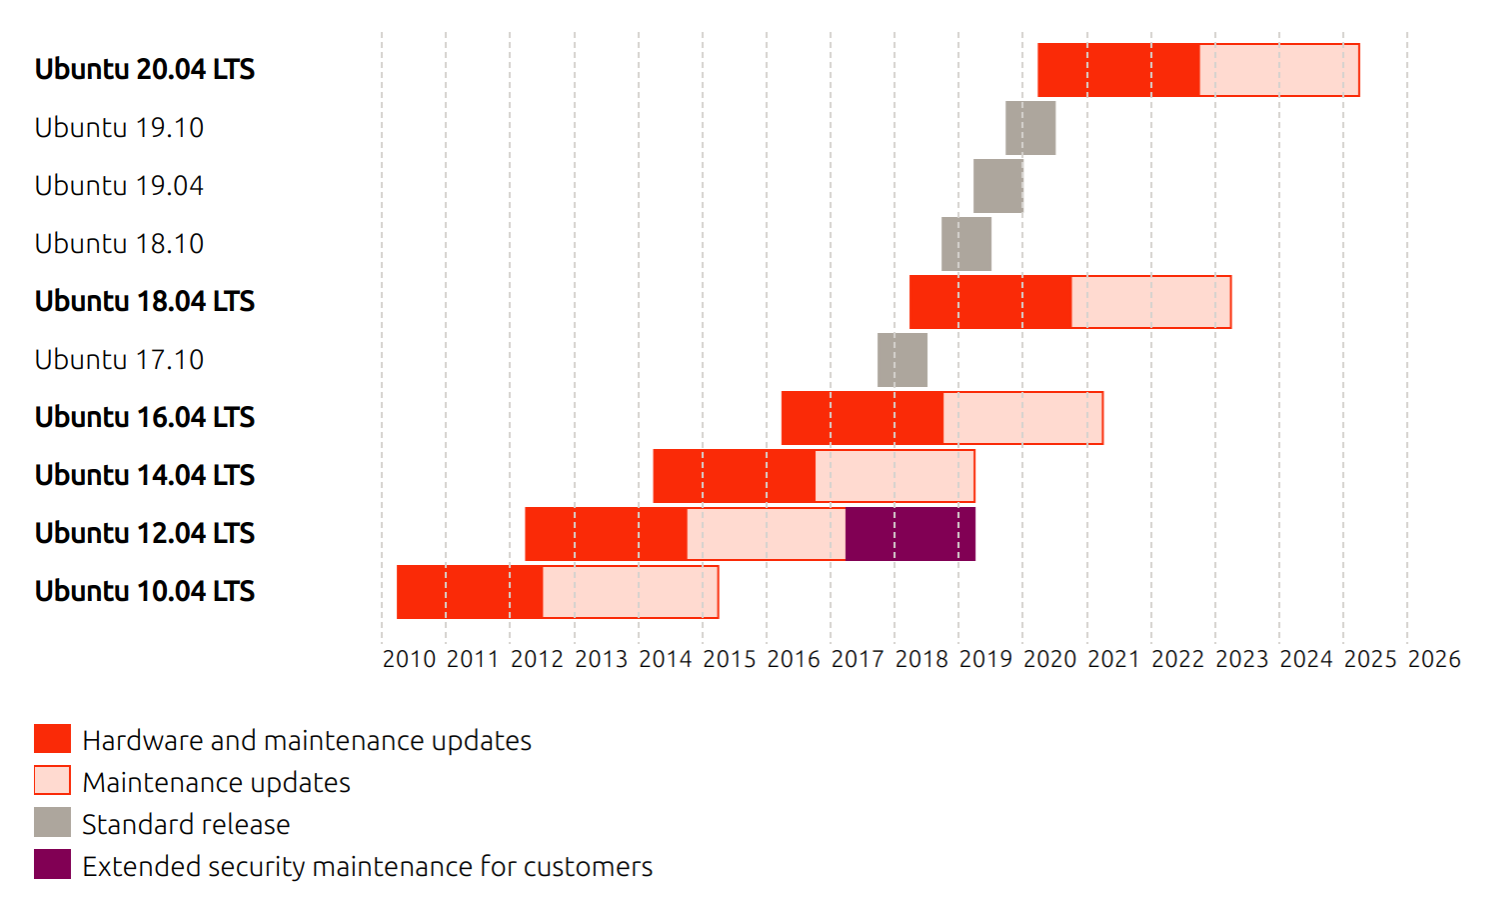 Ubuntu 20.04 LTS
Ubuntu 19.10
Ubuntu 19.04
Ubuntu 18.10
Ubuntu 18.04 LTS
Ubuntu 17.10
Ubuntu 16.04 LTS
Ubuntu 14.04 LTS
Ubuntu 12.04 LTS
Ubuntu 10.04 LTS
2010 2011 2012 2013 2014 2015 2016 2017 2018 2019 2020 2021 2022 2023 2024 2025 2026
Hardware and maintenance updates
Maintenance updates
Standard release
Extended security maintenance for customers